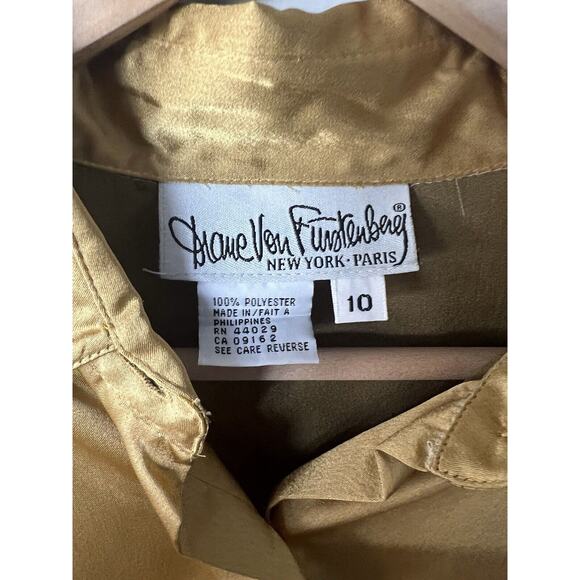 Diane Von Furstenberg®
NEW YORK · PARIS
10
100% POLYESTER
MADE IN/FAIT A
PHILIPPINES
RN 44029
CA 09162
SEE CARE REVERSE